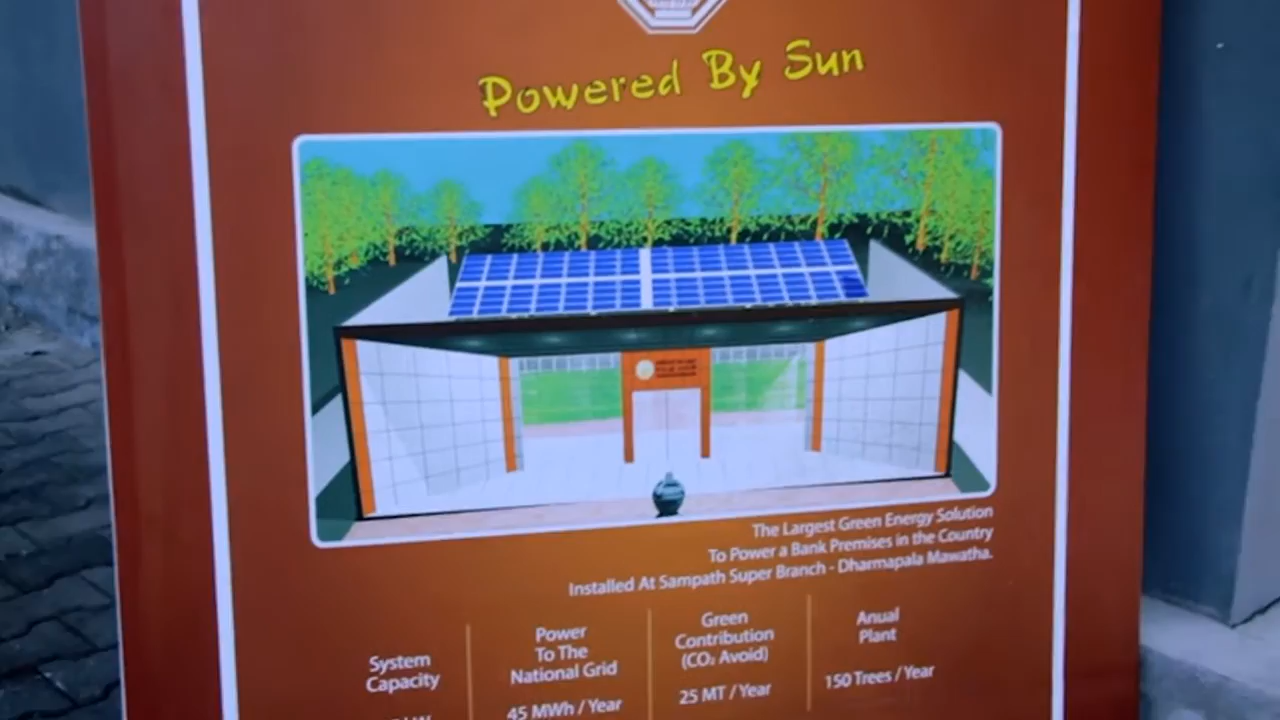 Powered By Sun
The Largest Green Energy Solution
To Power a Bank Premises in the Country
Installed At Sampath Super Branch - Dharmapala Mawatha.
System
Capacity
Power
To The
National Grid
45 MWh / Year
Green
Contribution
(CO₂ Avoid)
25 MT / Year
Anual
Plant
150 Trees / Year